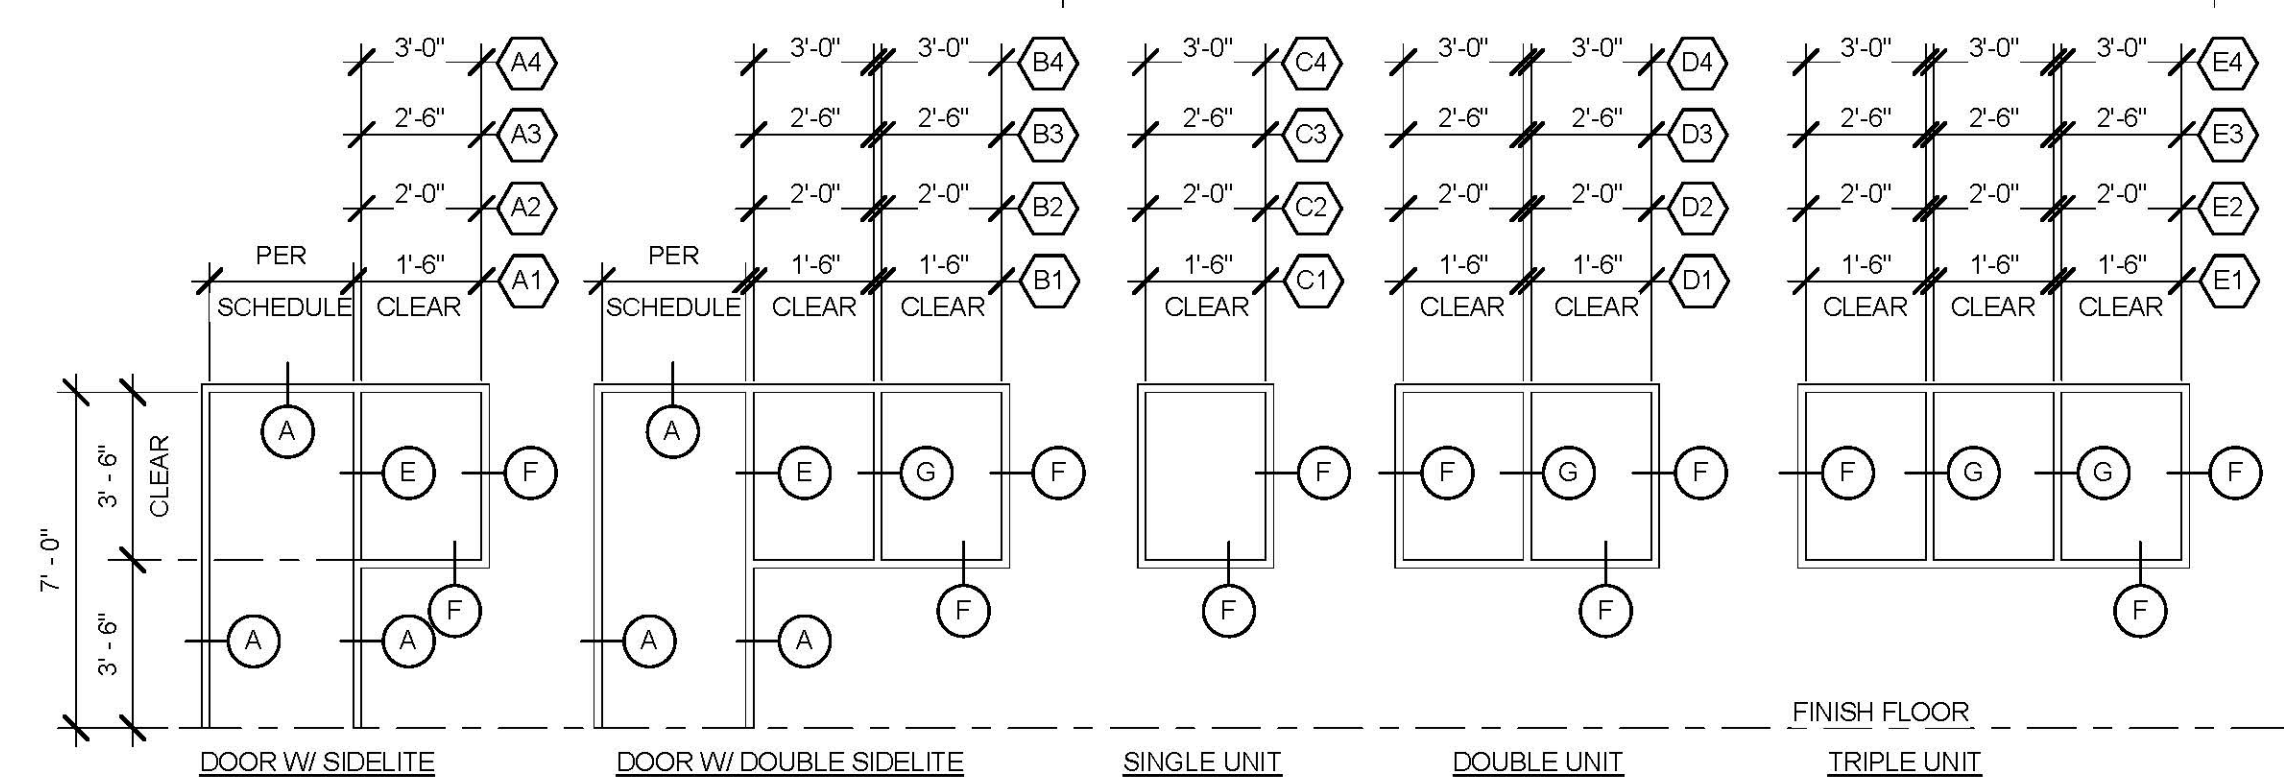 3'-0" A4 3'-0" 3'-0" B4 3'-0" C4 3'-0" 3'-0" D4 3'-0" 3'-0" 3'-0" E4
2'-6" A3 2'-6" 2'-6" B3 2'-6" C3 2'-6" 2'-6" D3 2'-6" 2'-6" 2'-6" E3
2'-0" A2 2'-0" 2'-0" B2 2'-0" C2 2'-0" 2'-0" D2 2'-0" 2'-0" 2'-0" E2
PER 1'-6" A1 PER 1'-6" 1'-6" B1 1'-6" C1 1'-6" 1'-6" D1 1'-6" 1'-6" 1'-6" E1
SCHEDULE CLEAR SCHEDULE CLEAR CLEAR CLEAR CLEAR CLEAR CLEAR CLEAR CLEAR
A A
3' - 6" CLEAR E F E G F F F G F F G G F
7' - 0"
F F F F F
3' - 6" A A A A
FINISH FLOOR
DOOR W/ SIDELITE DOOR W/ DOUBLE SIDELITE SINGLE UNIT DOUBLE UNIT TRIPLE UNIT